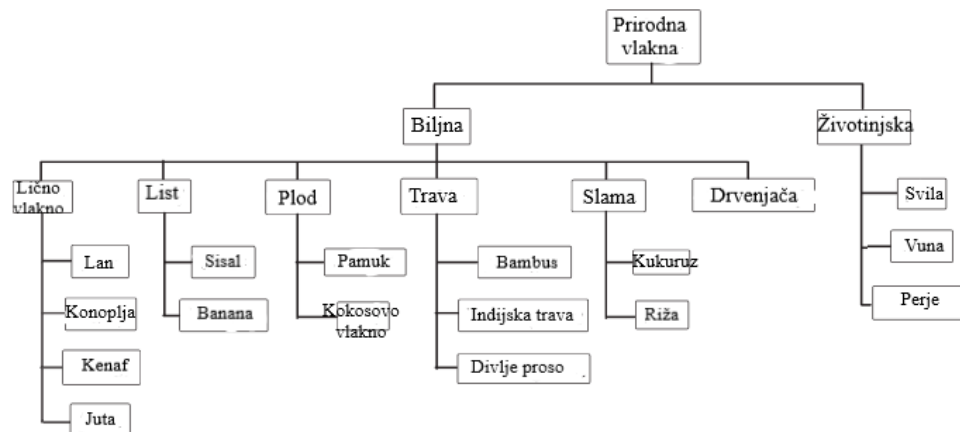 Prirodna
vlakna
Biljna
Životinjska
Lično
vlakno
List
Plod
Trava
Slama
Drvenjača
Svila
Lan
Sisal
Pamuk
Bambus
Kukuruz
Vuna
Konoplja
Banana
Kokosovo
vlakno
Indijska trava
Riža
Perje
Kenaf
Divlje proso
Juta